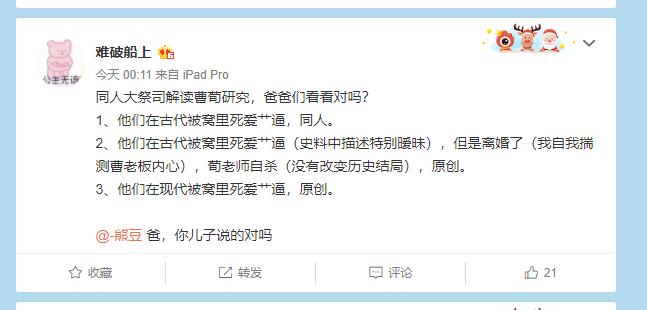 难破船上
公主无语
今天 00:11 来自 iPad Pro
同人大祭司解读曹荀研究，爸爸们看看对吗？
1、他们在古代被窝里死爱艹逼，同人。
2、他们在古代被窝里死爱艹逼（史料中描述特别暧昧），但是离婚了（我自我揣
测曹老板内心），荀老师自杀（没有改变历史结局），原创。
3、他们在现代被窝里死爱艹逼，原创。
@-熊豆 爸，你儿子说的对吗
收藏 转发 评论 21